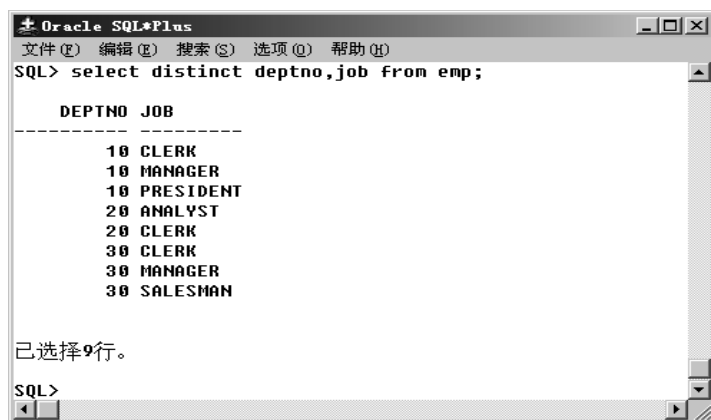 Oracle SQL*Plus
文件(F) 编辑(E) 搜索(S) 选项(O) 帮助(H)
SQL> select distinct deptno,job from emp;
DEPTNO JOB
---------- ---------
10 CLERK
10 MANAGER
10 PRESIDENT
20 ANALYST
20 CLERK
30 CLERK
30 MANAGER
30 SALESMAN
已选择9行。
SQL>